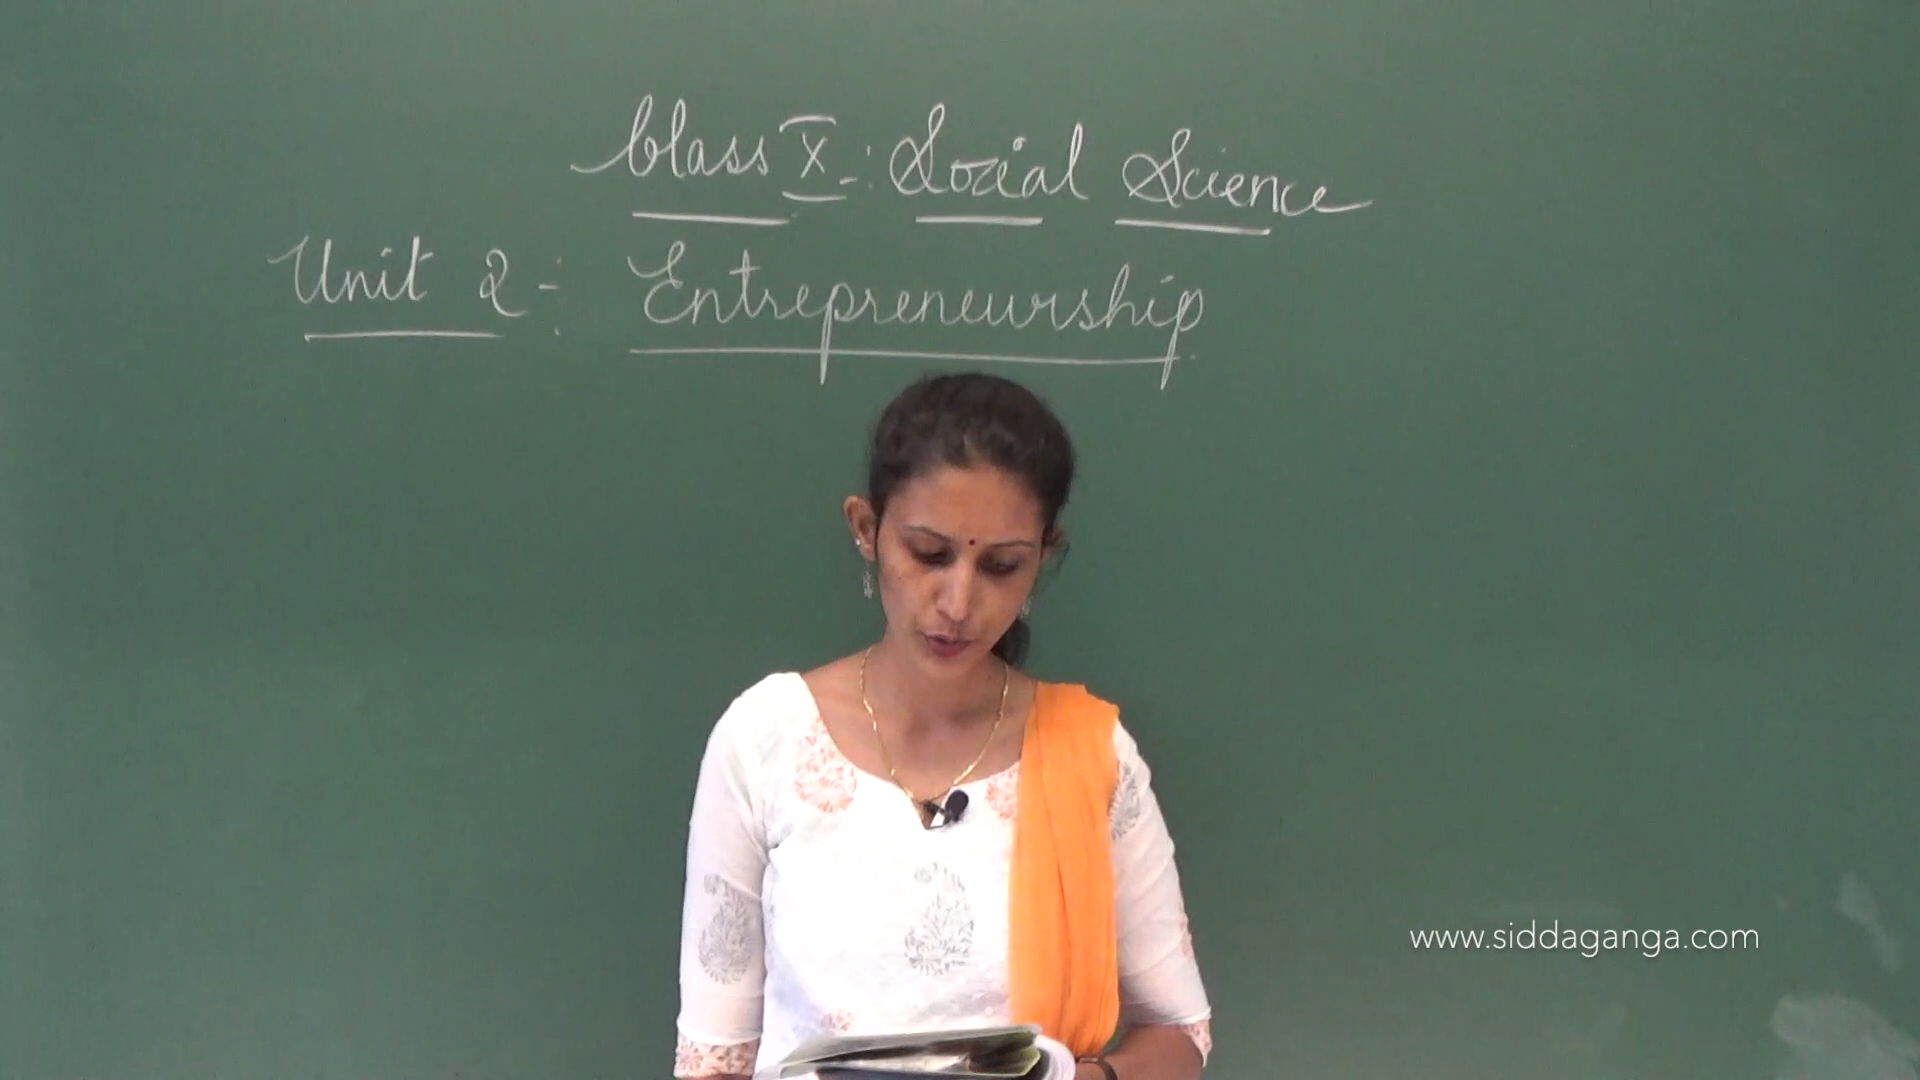 Class X : Social Science
Unit 2 : Entrepreneurship
www.siddaganga.com